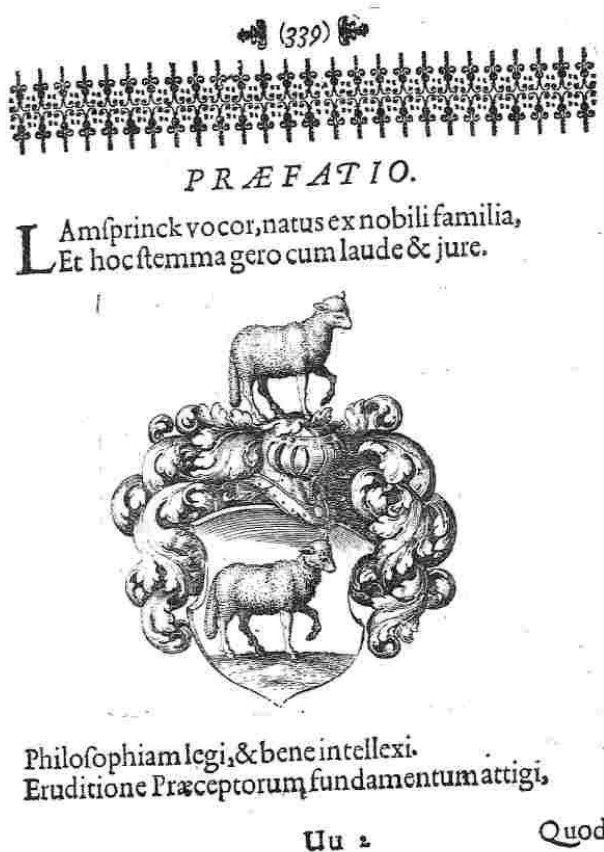 (339)
PRÆFATIO.
LAmſprinck vocor, natus ex nobili familia,
Et hoc ſtemma gero cum laude & jure.
Philoſophiam legi, & bene intellexi.
Eruditione Præceptorum fundamentum attigi,
Uu 2
Quod